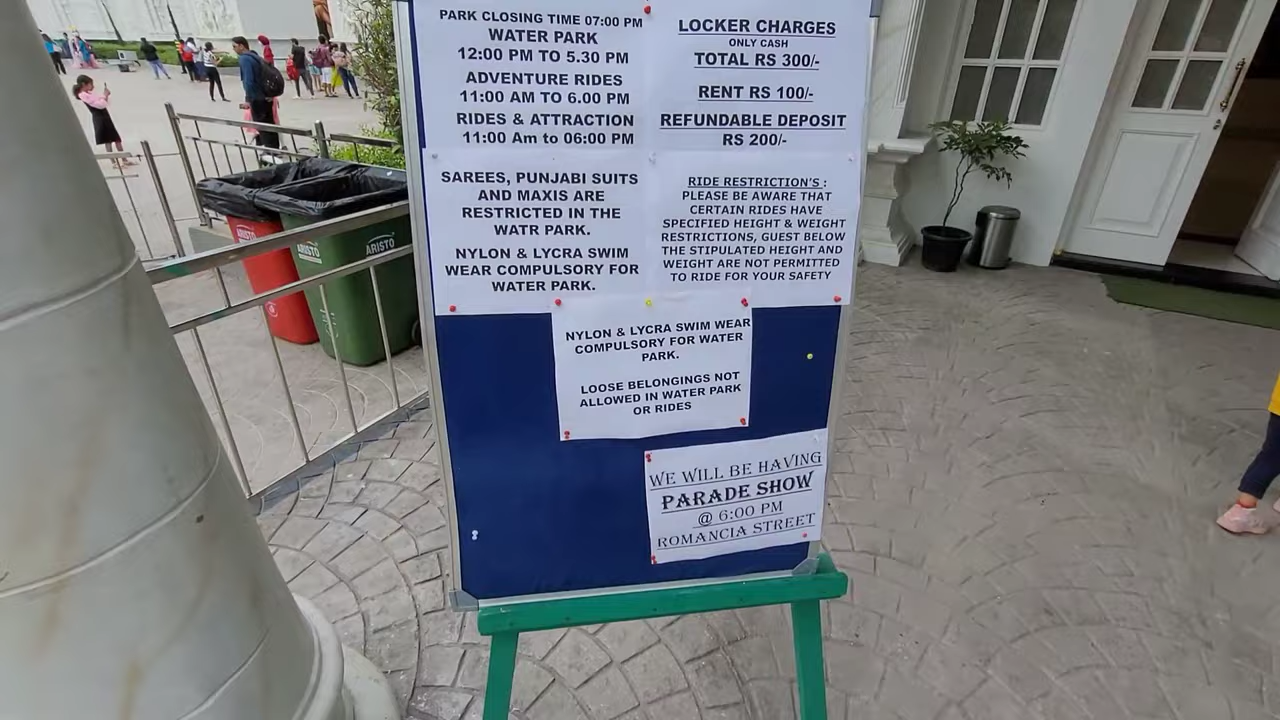 PARK CLOSING TIME 07:00 PM
WATER PARK
12:00 PM TO 5.30 PM
ADVENTURE RIDES
11:00 AM TO 6.00 PM
RIDES & ATTRACTION
11:00 Am to 06:00 PM
LOCKER CHARGES
ONLY CASH
TOTAL RS 300/-
RENT RS 100/-
REFUNDABLE DEPOSIT
RS 200/-
SAREES, PUNJABI SUITS
AND MAXIS ARE
RESTRICTED IN THE
WATR PARK.
NYLON & LYCRA SWIM
WEAR COMPULSORY FOR
WATER PARK.
RIDE RESTRICTION'S :
PLEASE BE AWARE THAT
CERTAIN RIDES HAVE
SPECIFIED HEIGHT & WEIGHT
RESTRICTIONS, GUEST BELOW
THE STIPULATED HEIGHT AND
WEIGHT ARE NOT PERMITTED
TO RIDE FOR YOUR SAFETY
NYLON & LYCRA SWIM WEAR
COMPULSORY FOR WATER
PARK.
LOOSE BELONGINGS NOT
ALLOWED IN WATER PARK
OR RIDES
WE WILL BE HAVING
PARADE SHOW
@ 6:00 PM
ROMANCIA STREET
ARISTO
ARISTO
ARISTO